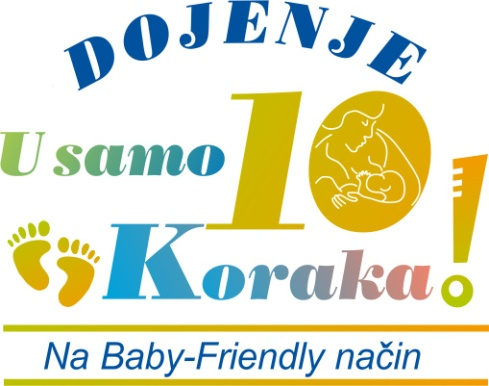 DOJENJE
U samo 10
Koraka!
Na Baby-Friendly način